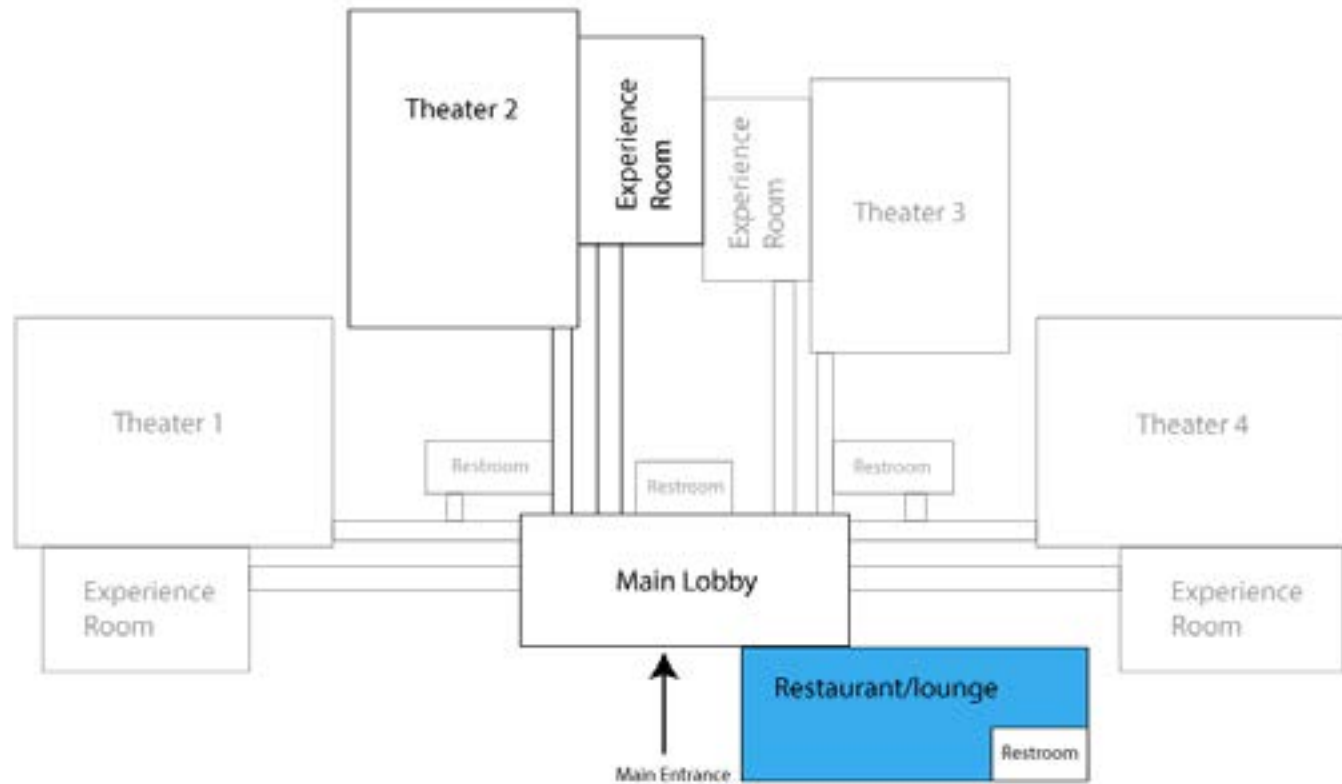 Theater 2
Experience
Room
Experience
Room
Theater 3
Theater 1
Theater 4
Restroom
Restroom
Restroom
Experience
Room
Main Lobby
Experience
Room
Restaurant/lounge
Restroom
Main Entrance